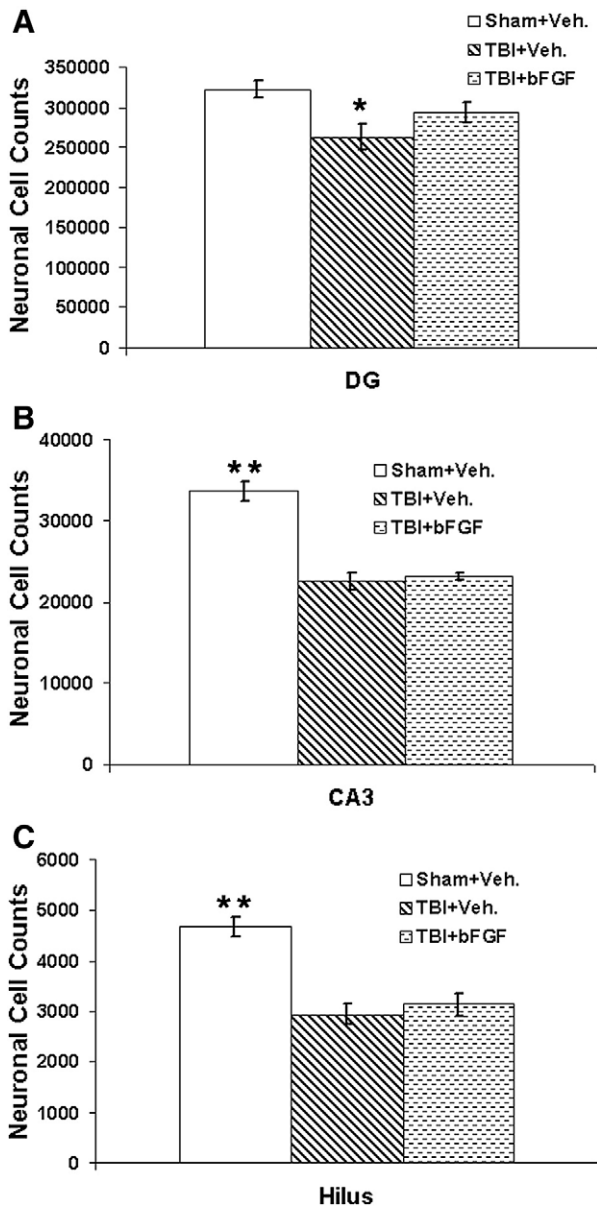 A
Sham+Veh.
TBI+Veh.
TBI+bFGF
Neuronal Cell Counts
350000
300000
250000
200000
150000
100000
50000
0
*
DG
B
Sham+Veh.
TBI+Veh.
TBI+bFGF
Neuronal Cell Counts
40000
30000
20000
10000
0
**
CA3
C
Sham+Veh.
TBI+Veh.
TBI+bFGF
Neuronal Cell Counts
6000
5000
4000
3000
2000
1000
0
**
Hilus